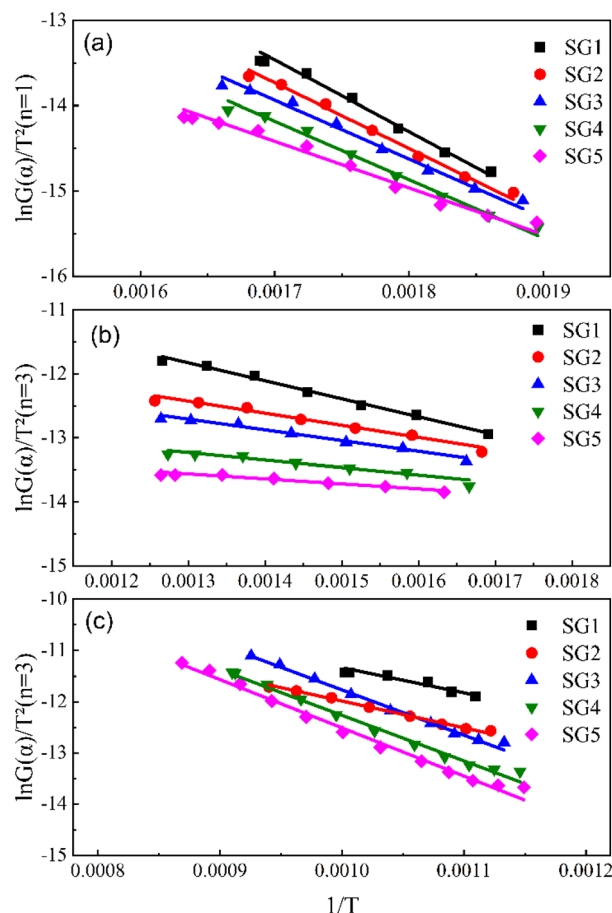 (a)
SG1
SG2
SG3
SG4
SG5
lnG(α)/T²(n=1)
-13
-14
-15
-16
0.0016
0.0017
0.0018
0.0019
(b)
SG1
SG2
SG3
SG4
SG5
lnG(α)/T²(n=3)
-11
-12
-13
-14
-15
0.0012
0.0013
0.0014
0.0015
0.0016
0.0017
0.0018
(c)
SG1
SG2
SG3
SG4
SG5
lnG(α)/T²(n=3)
-10
-11
-12
-13
-14
-15
0.0008
0.0009
0.0010
0.0011
0.0012
1/T